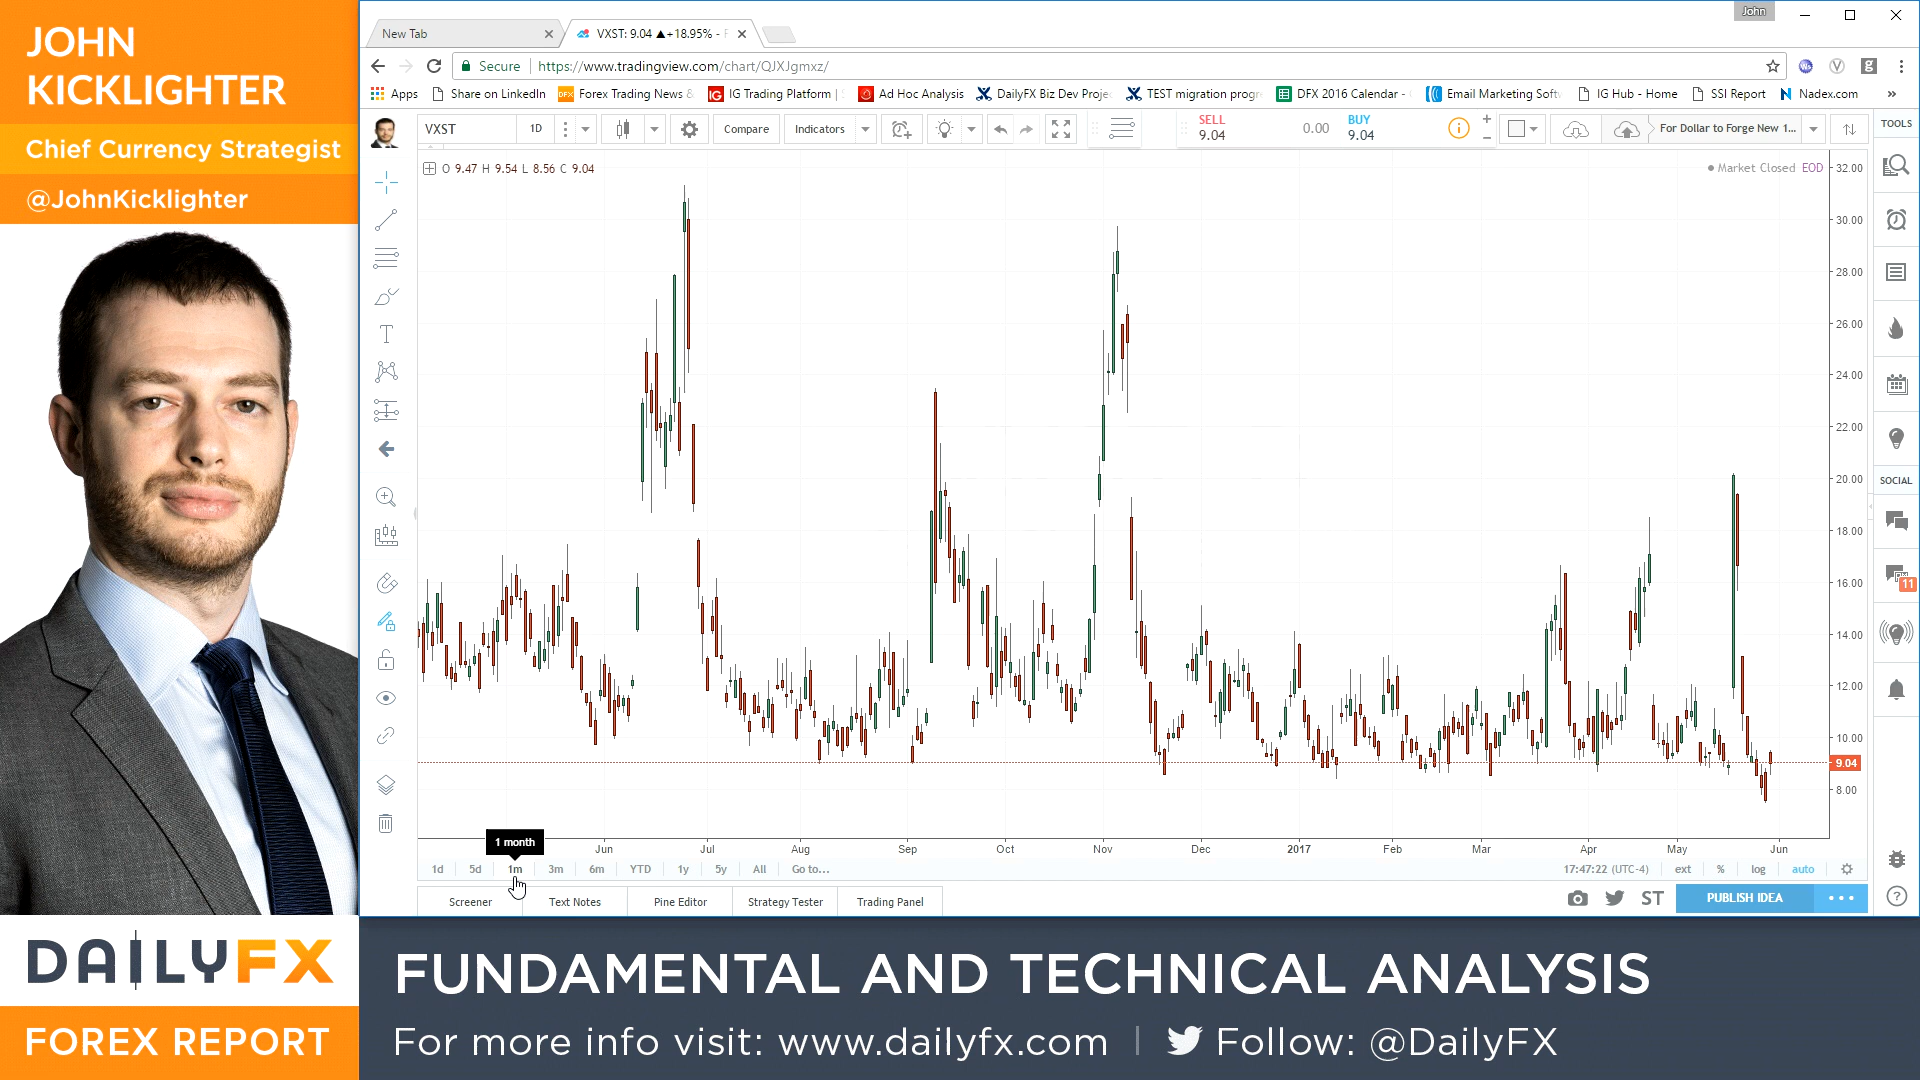 JOHN
KICKLIGHTER
Chief Currency Strategist
@JohnKicklighter
DAILYFX
FOREX REPORT
John
New Tab
VXST: 9.04 ▲+18.95% -
Secure
https://www.tradingview.com/chart/QJXJgmxz/
Apps
Share on LinkedIn
DFX
Forex Trading News &
IG
IG Trading Platform |
Ad Hoc Analysis
DailyFX Biz Dev Proje
TEST migration progr
DFX 2016 Calendar -
Email Marketing Soft
IG Hub - Home
SSI Report
Nadex.com
»
VXST
1D
Compare
Indicators
SELL
9.04
0.00
BUY
9.04
For Dollar to Forge New 1...
TOOLS
O 9.47 H 9.54 L 8.56 C 9.04
Market Closed EOD
32.00
30.00
28.00
26.00
24.00
22.00
20.00
18.00
16.00
14.00
12.00
10.00
9.04
8.00
SOCIAL
11
1 month
Jun
Jul
Aug
Sep
Oct
Nov
Dec
2017
Feb
Mar
Apr
May
Jun
1d
5d
1m
3m
6m
YTD
1y
5y
All
Go to...
17:47:22 (UTC-4)
ext
%
log
auto
Screener
Text Notes
Pine Editor
Strategy Tester
Trading Panel
ST
PUBLISH IDEA
FUNDAMENTAL AND TECHNICAL ANALYSIS
For more info visit: www.dailyfx.com | Follow: @DailyFX